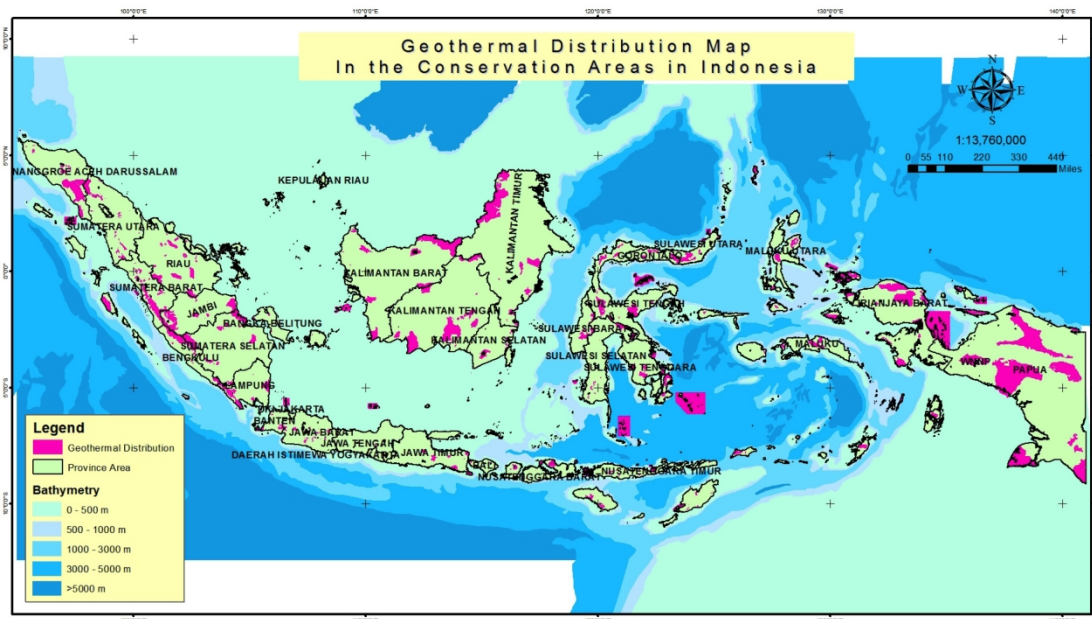 100°0'0"E 110°0'0"E 120°0'0"E 130°0'0"E 140°0'0"E
Geothermal Distribution Map
In the Conservation Areas in Indonesia
N
W E
S
1:13,760,000
0 55 110 220 330 440
Miles
NANGGROE ACEH DARUSSALAM
KEPULAUAN RIAU
KALIMANTAN TIMUR
SUMATERA UTARA
SULAWESI UTARA
MALUKU UTARA
GORONTALO
RIAU
KALIMANTAN BARAT
SUMATERA BARAT
IRIANJAYA BARAT
JAMBI
SULAWESI TENGAH
KALIMANTAN TENGAH
BANGKA BELITUNG
SULAWESI BARAT
KALIMANTAN SELATAN
MALUKU
SUMATERA SELATAN
SULAWESI SELATAN
BENGKULU
SULAWESI TENGGARA
PAPUA
LAMPUNG
DKI JAKARTA
BANTEN
JAWA BARAT
JAWA TENGAH
DAERAH ISTIMEWA YOGYAKARTA
JAWA TIMUR
BALI
NUSATENGGARA BARAT
NUSATENGGARA TIMUR
Legend
Geothermal Distribution
Province Area
Bathymetry
0 - 500 m
500 - 1000 m
1000 - 3000 m
3000 - 5000 m
>5000 m